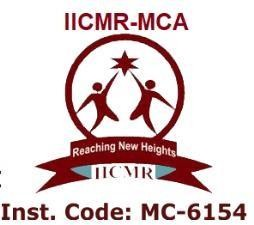 IICMR-MCA
Reaching New Heights
IICMR
Inst. Code: MC-6154